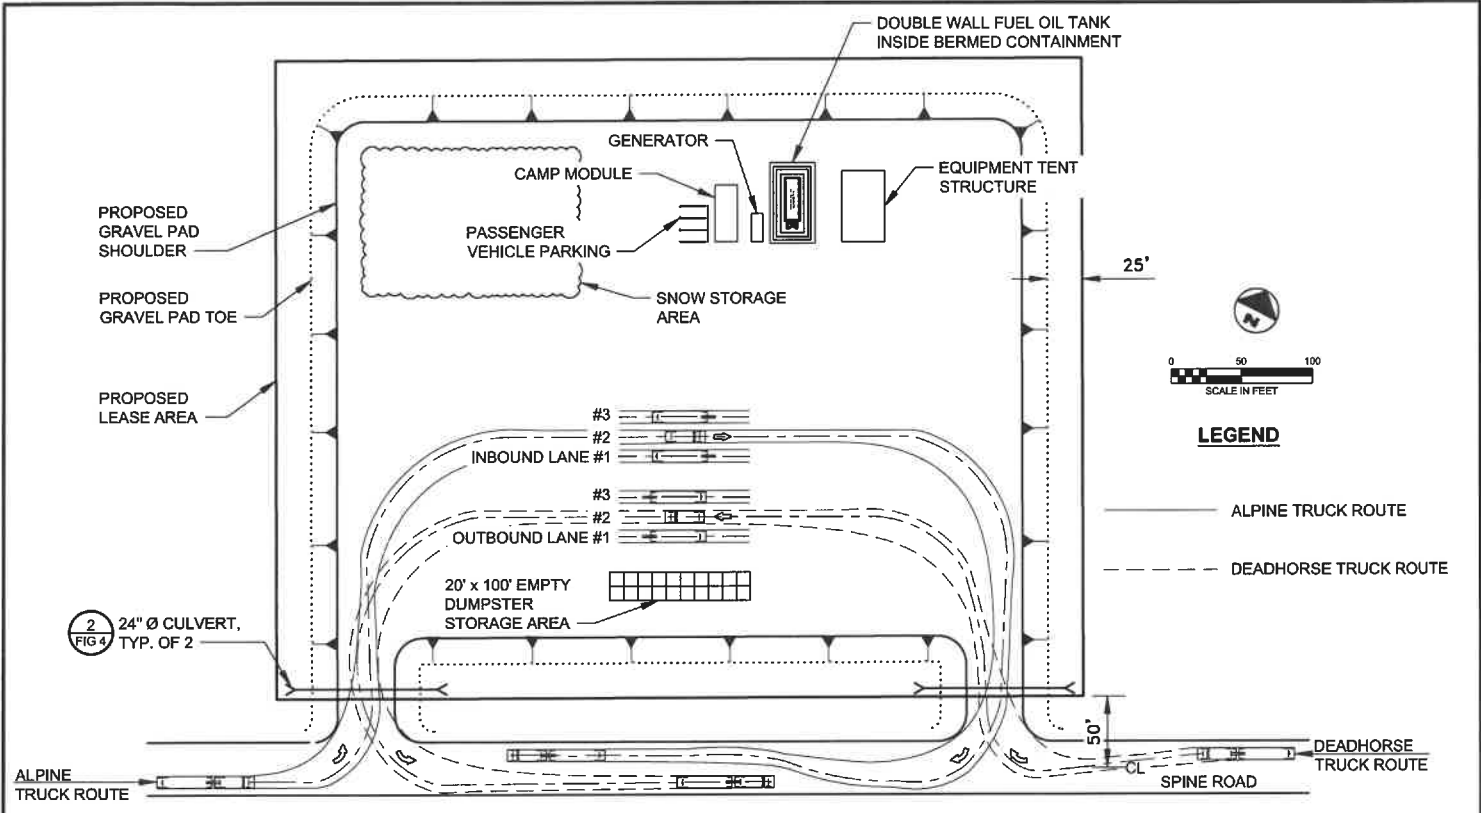 DOUBLE WALL FUEL OIL TANK
INSIDE BERMED CONTAINMENT
GENERATOR
CAMP MODULE
EQUIPMENT TENT
STRUCTURE
PASSENGER
VEHICLE PARKING
PROPOSED
GRAVEL PAD
SHOULDER
PROPOSED
GRAVEL PAD TOE
SNOW STORAGE
AREA
25'
N
0 50 100
SCALE IN FEET
PROPOSED
LEASE AREA
LEGEND
#3
#2
INBOUND LANE #1
#3
#2
OUTBOUND LANE #1
ALPINE TRUCK ROUTE
DEADHORSE TRUCK ROUTE
20' x 100' EMPTY
DUMPSTER
STORAGE AREA
2
FIG 4
24" Ø CULVERT,
TYP. OF 2
50'
CL
SPINE ROAD
DEADHORSE
TRUCK ROUTE
ALPINE
TRUCK ROUTE